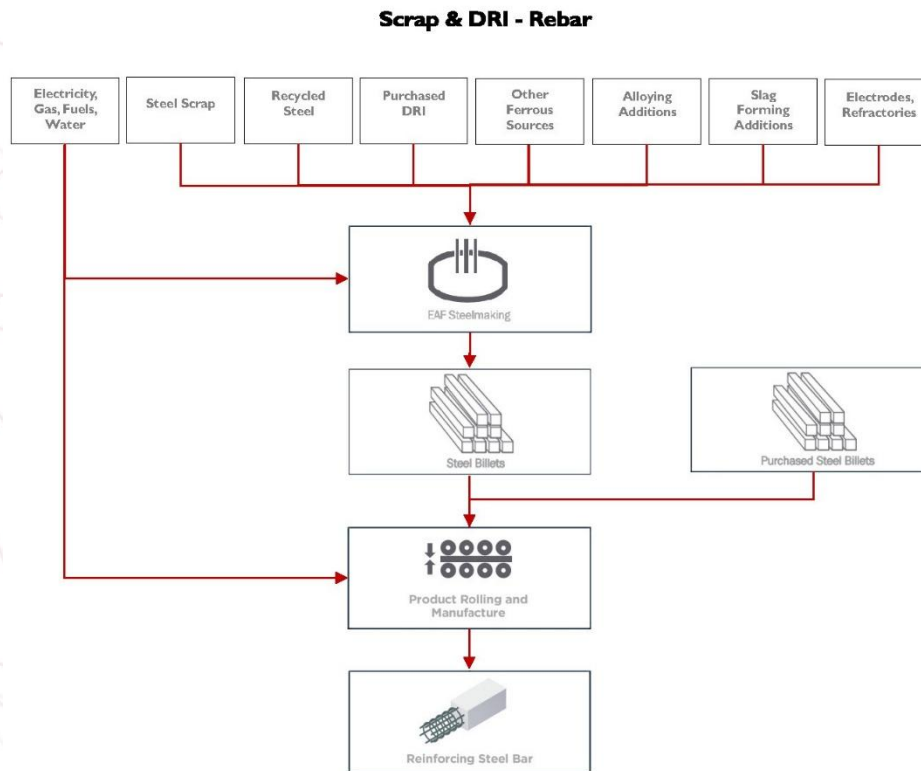 Scrap & DRI - Rebar
Electricity,
Gas, Fuels,
Water
Steel Scrap
Recycled
Steel
Purchased
DRI
Other
Ferrous
Sources
Alloying
Additions
Slag
Forming
Additions
Electrodes,
Refractories
EAF Steelmaking
Steel Billets
Purchased Steel Billets
Product Rolling and
Manufacture
Reinforcing Steel Bar